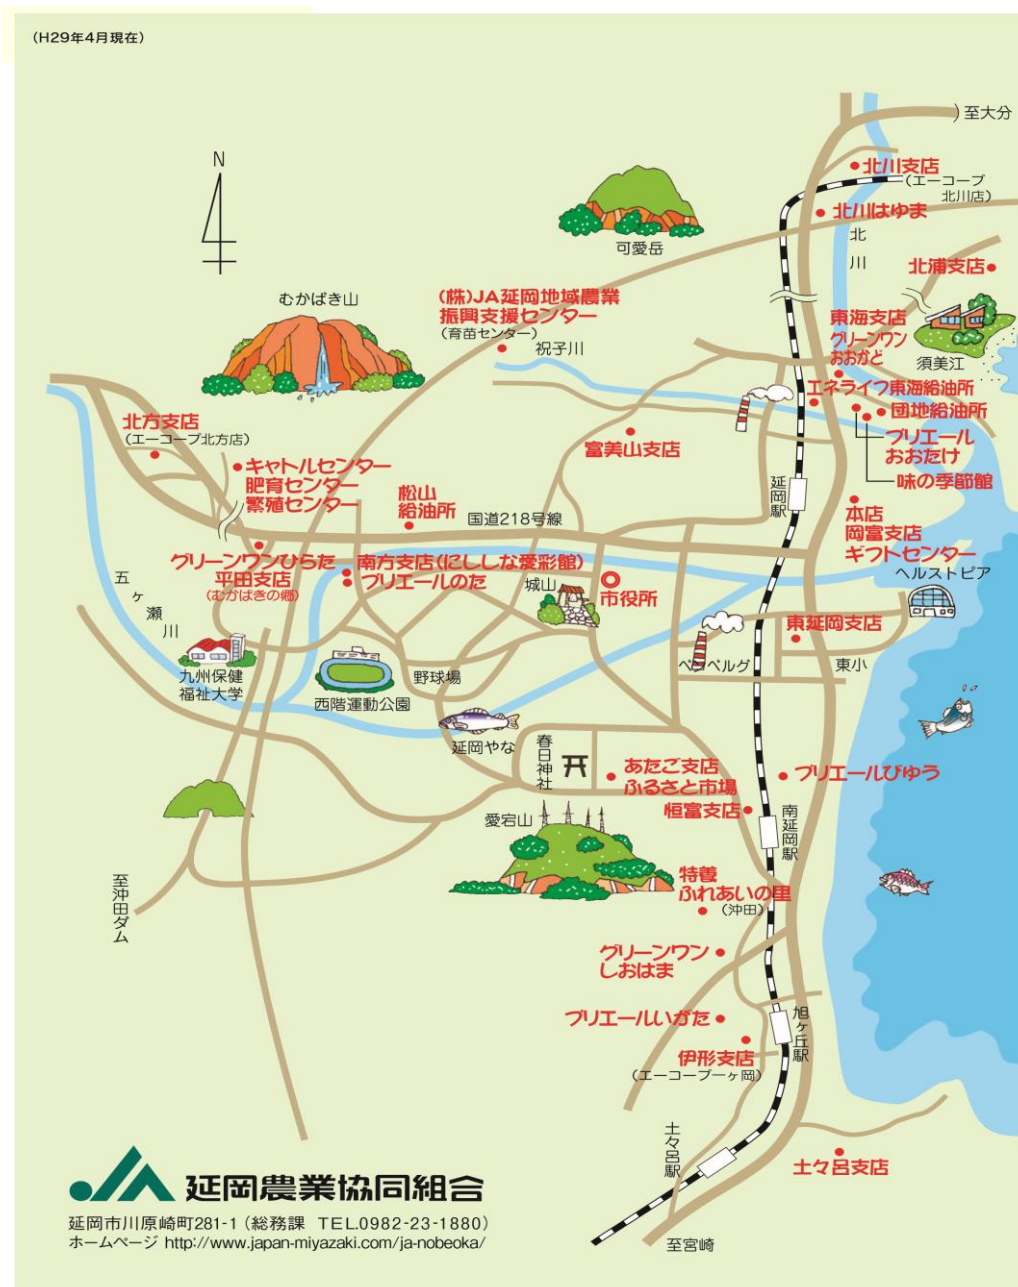 (H29年4月現在)
至大分
N
北川支店
(エーコープ
北川店)
北川はゆま
可愛岳
北川
北浦支店
むかばき山
(株)JA延岡地域農業
振興支援センター
(育苗センター)
祝子川
東海支店
グリーンワン
おおかど
須美江
エネライフ東海給油所
団地給油所
プリエール
おおたけ
味の季節館
北方支店
(エーコープ北方店)
富美山支店
キャトルセンター
肥育センター
繁殖センター
松山
給油所
国道218号線
延岡駅
本店
岡富支店
ギフトセンター
ヘルストピア
グリーンワンひらた
平田支店
(むかばきの郷)
南方支店(にししな愛彩館)
プリエールのた
城山
市役所
五ヶ瀬川
東延岡支店
九州保健
福祉大学
西階運動公園
野球場
ベンベルグ
東小
延岡やな
春日神社
あたご支店
ふるさと市場
プリエールびゆう
恒富支店
南延岡駅
愛宕山
至沖田ダム
特養
ふれあいの里
(沖田)
グリーンワン
しおはま
プリエールいがた
旭ヶ丘駅
伊形支店
(エーコープ一ヶ岡)
土々呂駅
土々呂支店
至宮崎
JA 延岡農業協同組合
延岡市川原崎町281-1(総務課 TEL.0982-23-1880)
ホームページ http://www.japan-miyazaki.com/ja-nobeoka/